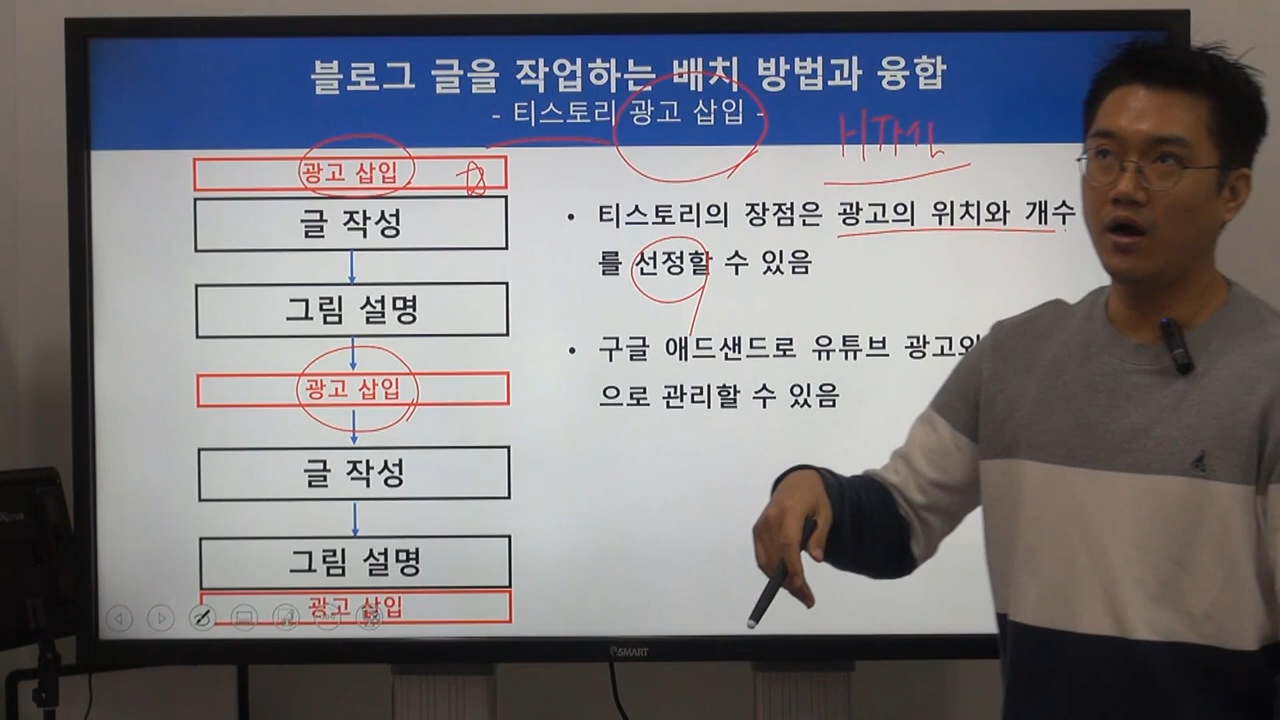 블로그 글을 작업하는 배치 방법과 융합
- 티스토리 광고 삽입 -
광고 삽입
글 작성
그림 설명
광고 삽입
글 작성
그림 설명
광고 삽입
• 티스토리의 장점은 광고의 위치와 개수
를 선정할 수 있음
• 구글 애드샌드로 유튜브 광고와
으로 관리할 수 있음
SMART